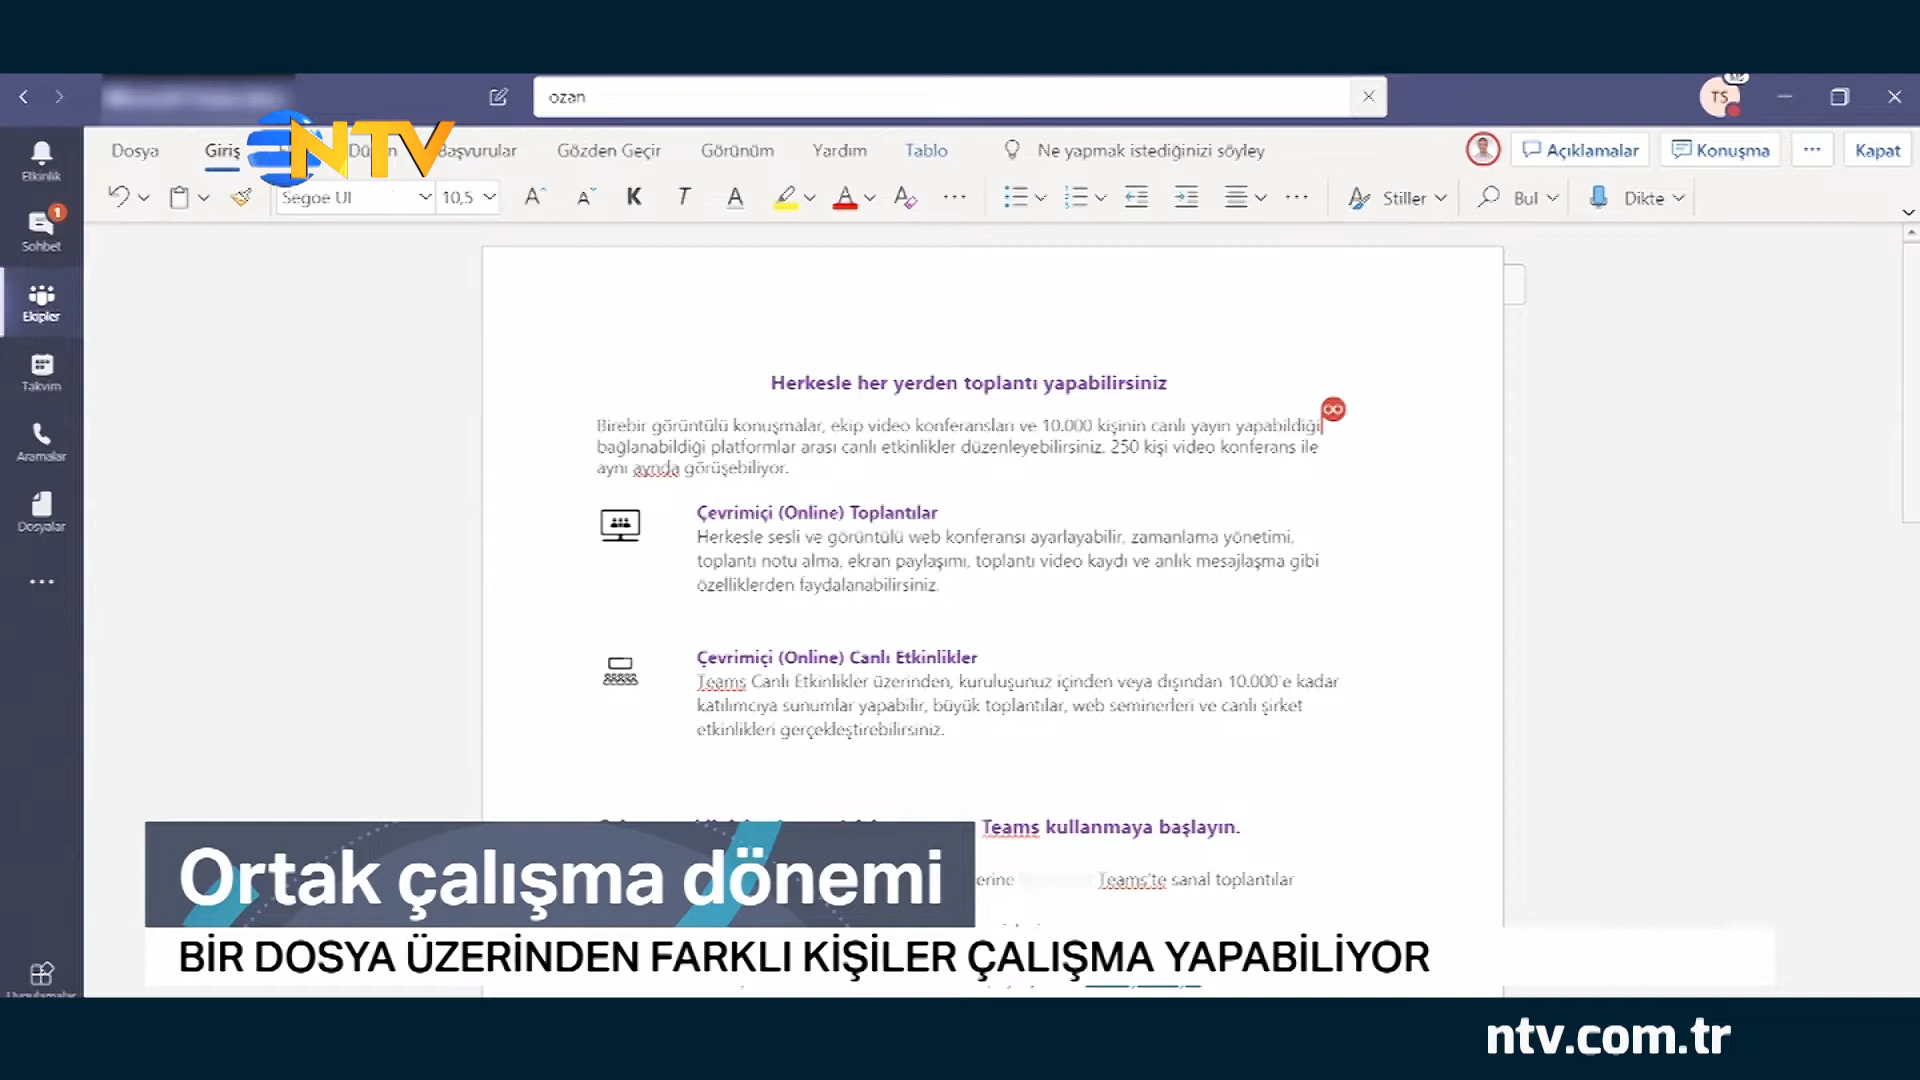 ozan
TS
NTV
Dosya
Giriş
Başvurular
Gözden Geçir
Görünüm
Yardım
Tablo
Ne yapmak istediğinizi söyley
Açıklamalar
Konuşma
Kapat
Segoe UI
10,5
K
T
A
Stiller
Bul
Dikte
Etkinlik
1
Sohbet
Ekipler
Takvim
Aramalar
Dosyalar
Herkesle her yerden toplantı yapabilirsiniz
Birebir görüntülü konuşmalar, ekip video konferansları ve 10.000 kişinin canlı yayın yapabildiği
bağlanabildiği platformlar arası canlı etkinlikler düzenleyebilirsiniz. 250 kişi video konferans ile
aynı aynda görüşebiliyor.
Çevrimiçi (Online) Toplantılar
Herkesle sesli ve görüntülü web konferansı ayarlayabilir, zamanlama yönetimi,
toplantı notu alma, ekran paylaşımı, toplantı video kaydı ve anlık mesajlaşma gibi
özelliklerden faydalanabilirsiniz.
Çevrimiçi (Online) Canlı Etkinlikler
Teams Canlı Etkinlikler üzerinden, kuruluşunuz içinden veya dışından 10.000'e kadar
katılımcıya sunumlar yapabilir, büyük toplantılar, web seminerleri ve canlı şirket
etkinlikleri gerçekleştirebilirsiniz.
Teams kullanmaya başlayın.
Teams'te sanal toplantılar
Ortak çalışma dönemi
BİR DOSYA ÜZERİNDEN FARKLI KİŞİLER ÇALIŞMA YAPABİLİYOR
Uygulamalar
ntv.com.tr